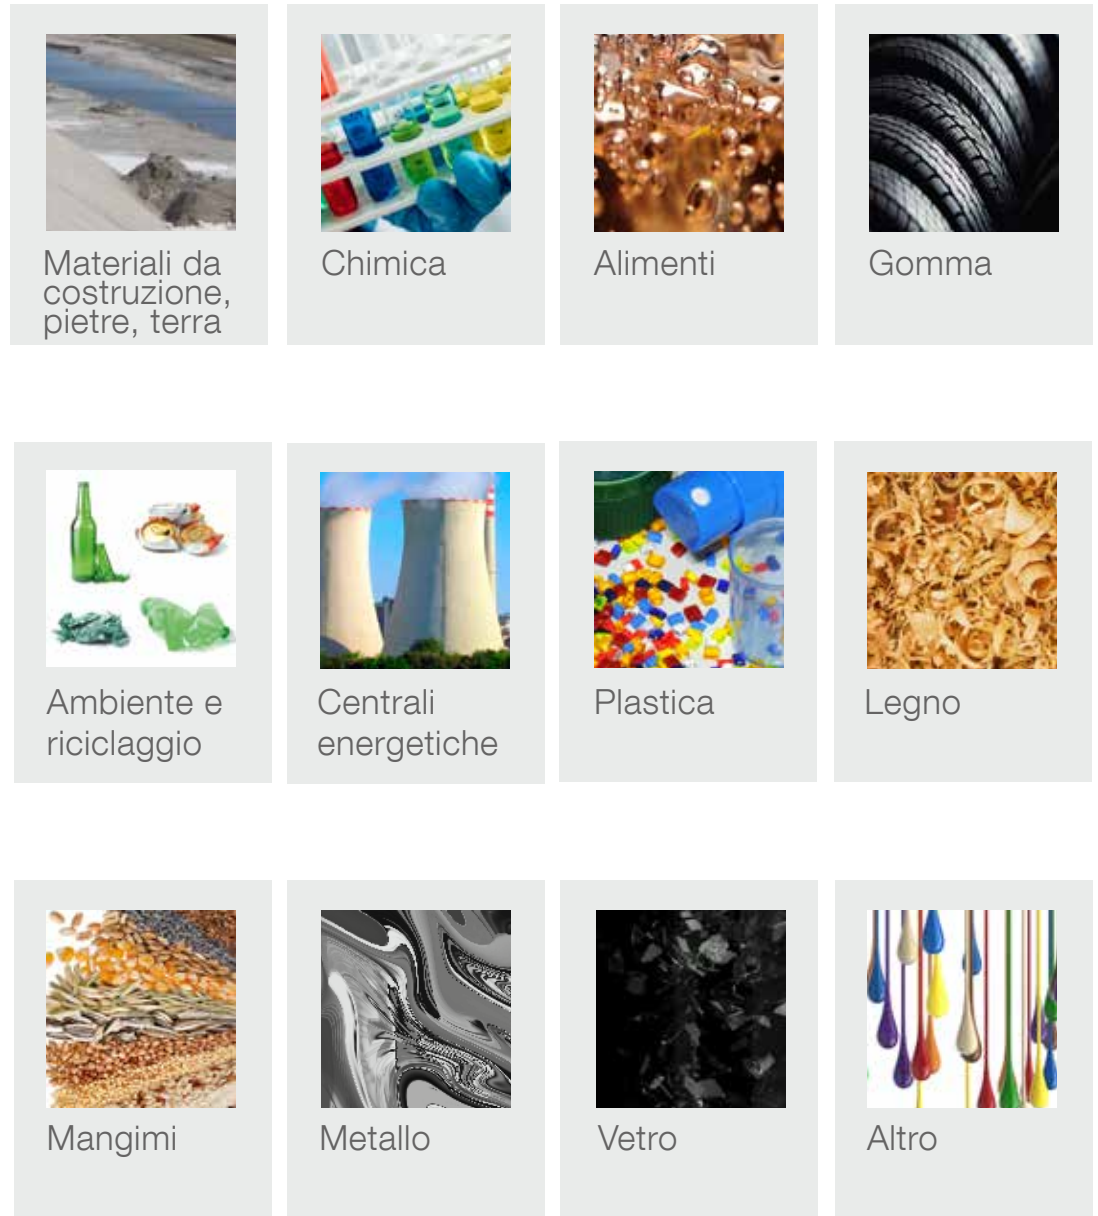 Materiali da
costruzione,
pietre, terra
Chimica
Alimenti
Gomma
Ambiente e
riciclaggio
Centrali
energetiche
Plastica
Legno
Mangimi
Metallo
Vetro
Altro